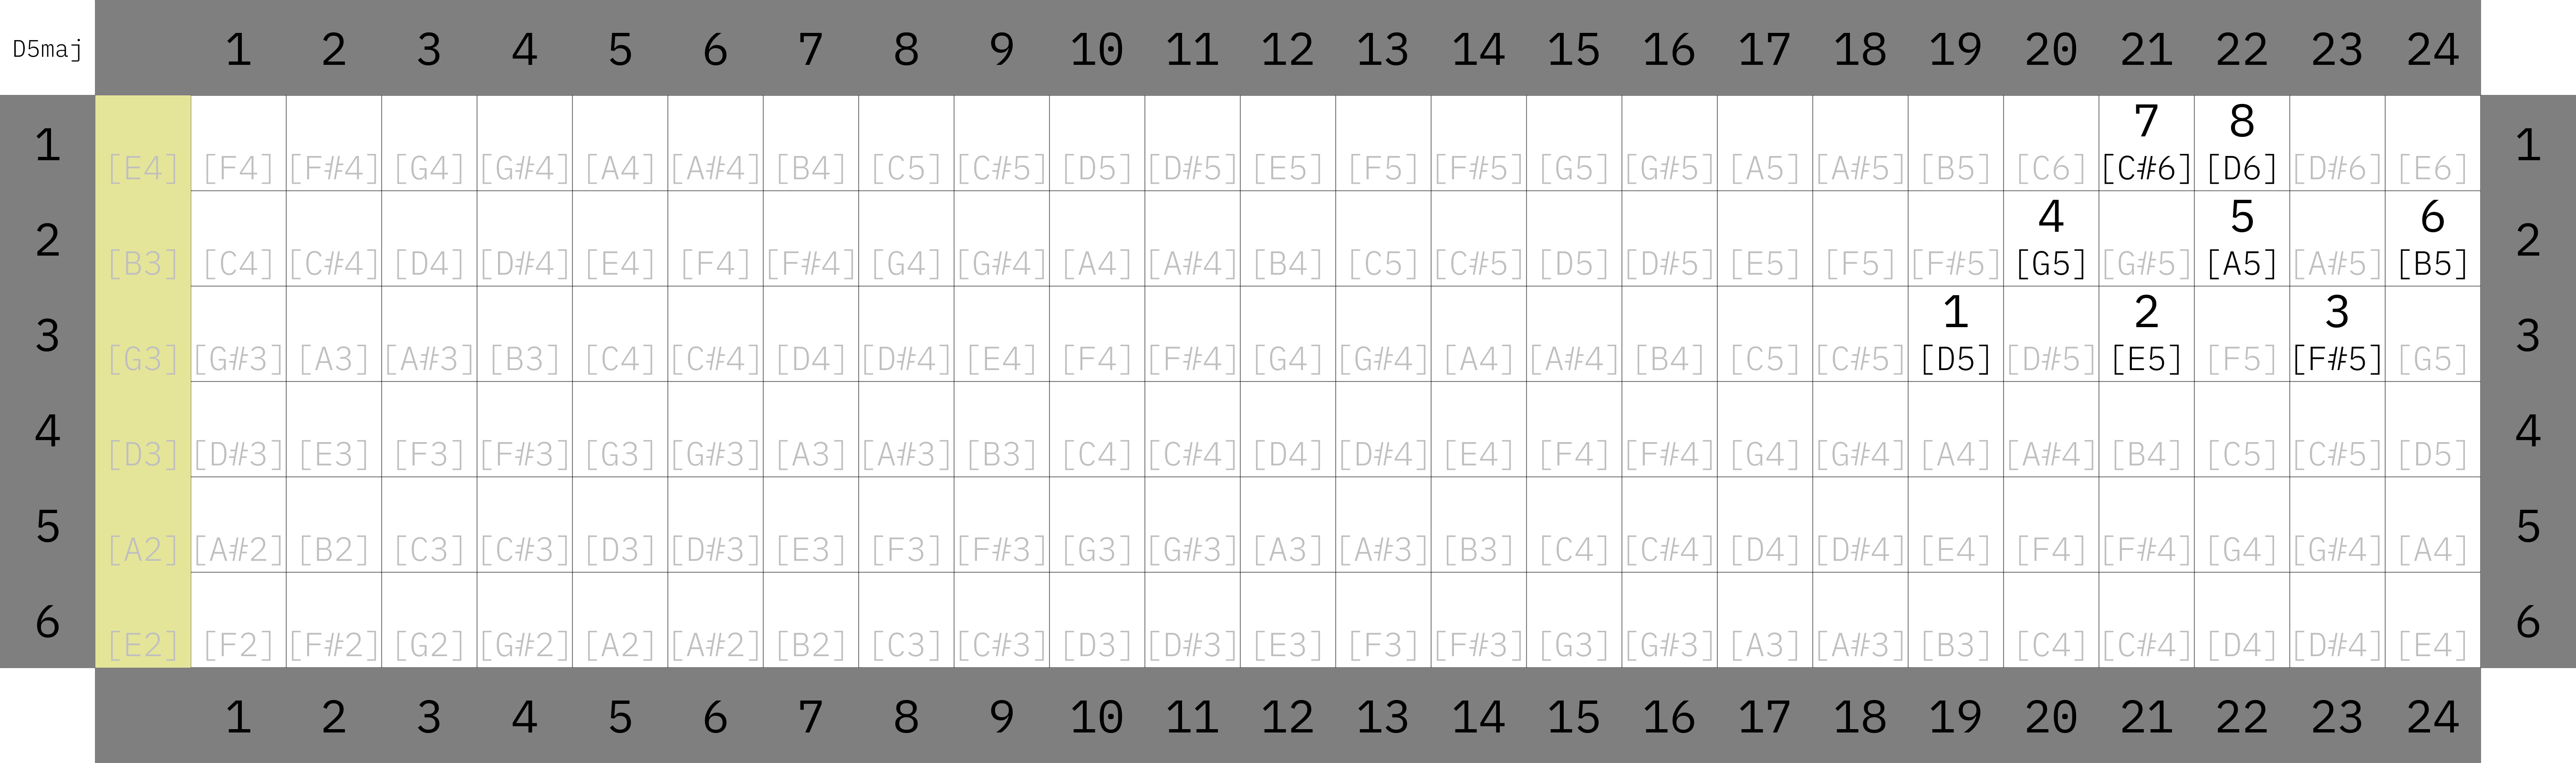 D5maj 1 2 3 4 5 6 7 8 9 10 11 12 13 14 15 16 17 18 19 20 21 22 23 24
7 8
1 [E4] [F4] [F#4] [G4] [G#4] [A4] [A#4] [B4] [C5] [C#5] [D5] [D#5] [E5] [F5] [F#5] [G5] [G#5] [A5] [A#5] [B5] [C6] [C#6] [D6] [D#6] [E6] 1
4 5 6
2 [B3] [C4] [C#4] [D4] [D#4] [E4] [F4] [F#4] [G4] [G#4] [A4] [A#4] [B4] [C5] [C#5] [D5] [D#5] [E5] [F5] [F#5] [G5] [G#5] [A5] [A#5] [B5] 2
1 2 3
3 [G3] [G#3] [A3] [A#3] [B3] [C4] [C#4] [D4] [D#4] [E4] [F4] [F#4] [G4] [G#4] [A4] [A#4] [B4] [C5] [C#5] [D5] [D#5] [E5] [F5] [F#5] [G5] 3
4 [D3] [D#3] [E3] [F3] [F#3] [G3] [G#3] [A3] [A#3] [B3] [C4] [C#4] [D4] [D#4] [E4] [F4] [F#4] [G4] [G#4] [A4] [A#4] [B4] [C5] [C#5] [D5] 4
5 [A2] [A#2] [B2] [C3] [C#3] [D3] [D#3] [E3] [F3] [F#3] [G3] [G#3] [A3] [A#3] [B3] [C4] [C#4] [D4] [D#4] [E4] [F4] [F#4] [G4] [G#4] [A4] 5
6 [E2] [F2] [F#2] [G2] [G#2] [A2] [A#2] [B2] [C3] [C#3] [D3] [D#3] [E3] [F3] [F#3] [G3] [G#3] [A3] [A#3] [B3] [C4] [C#4] [D4] [D#4] [E4] 6
1 2 3 4 5 6 7 8 9 10 11 12 13 14 15 16 17 18 19 20 21 22 23 24